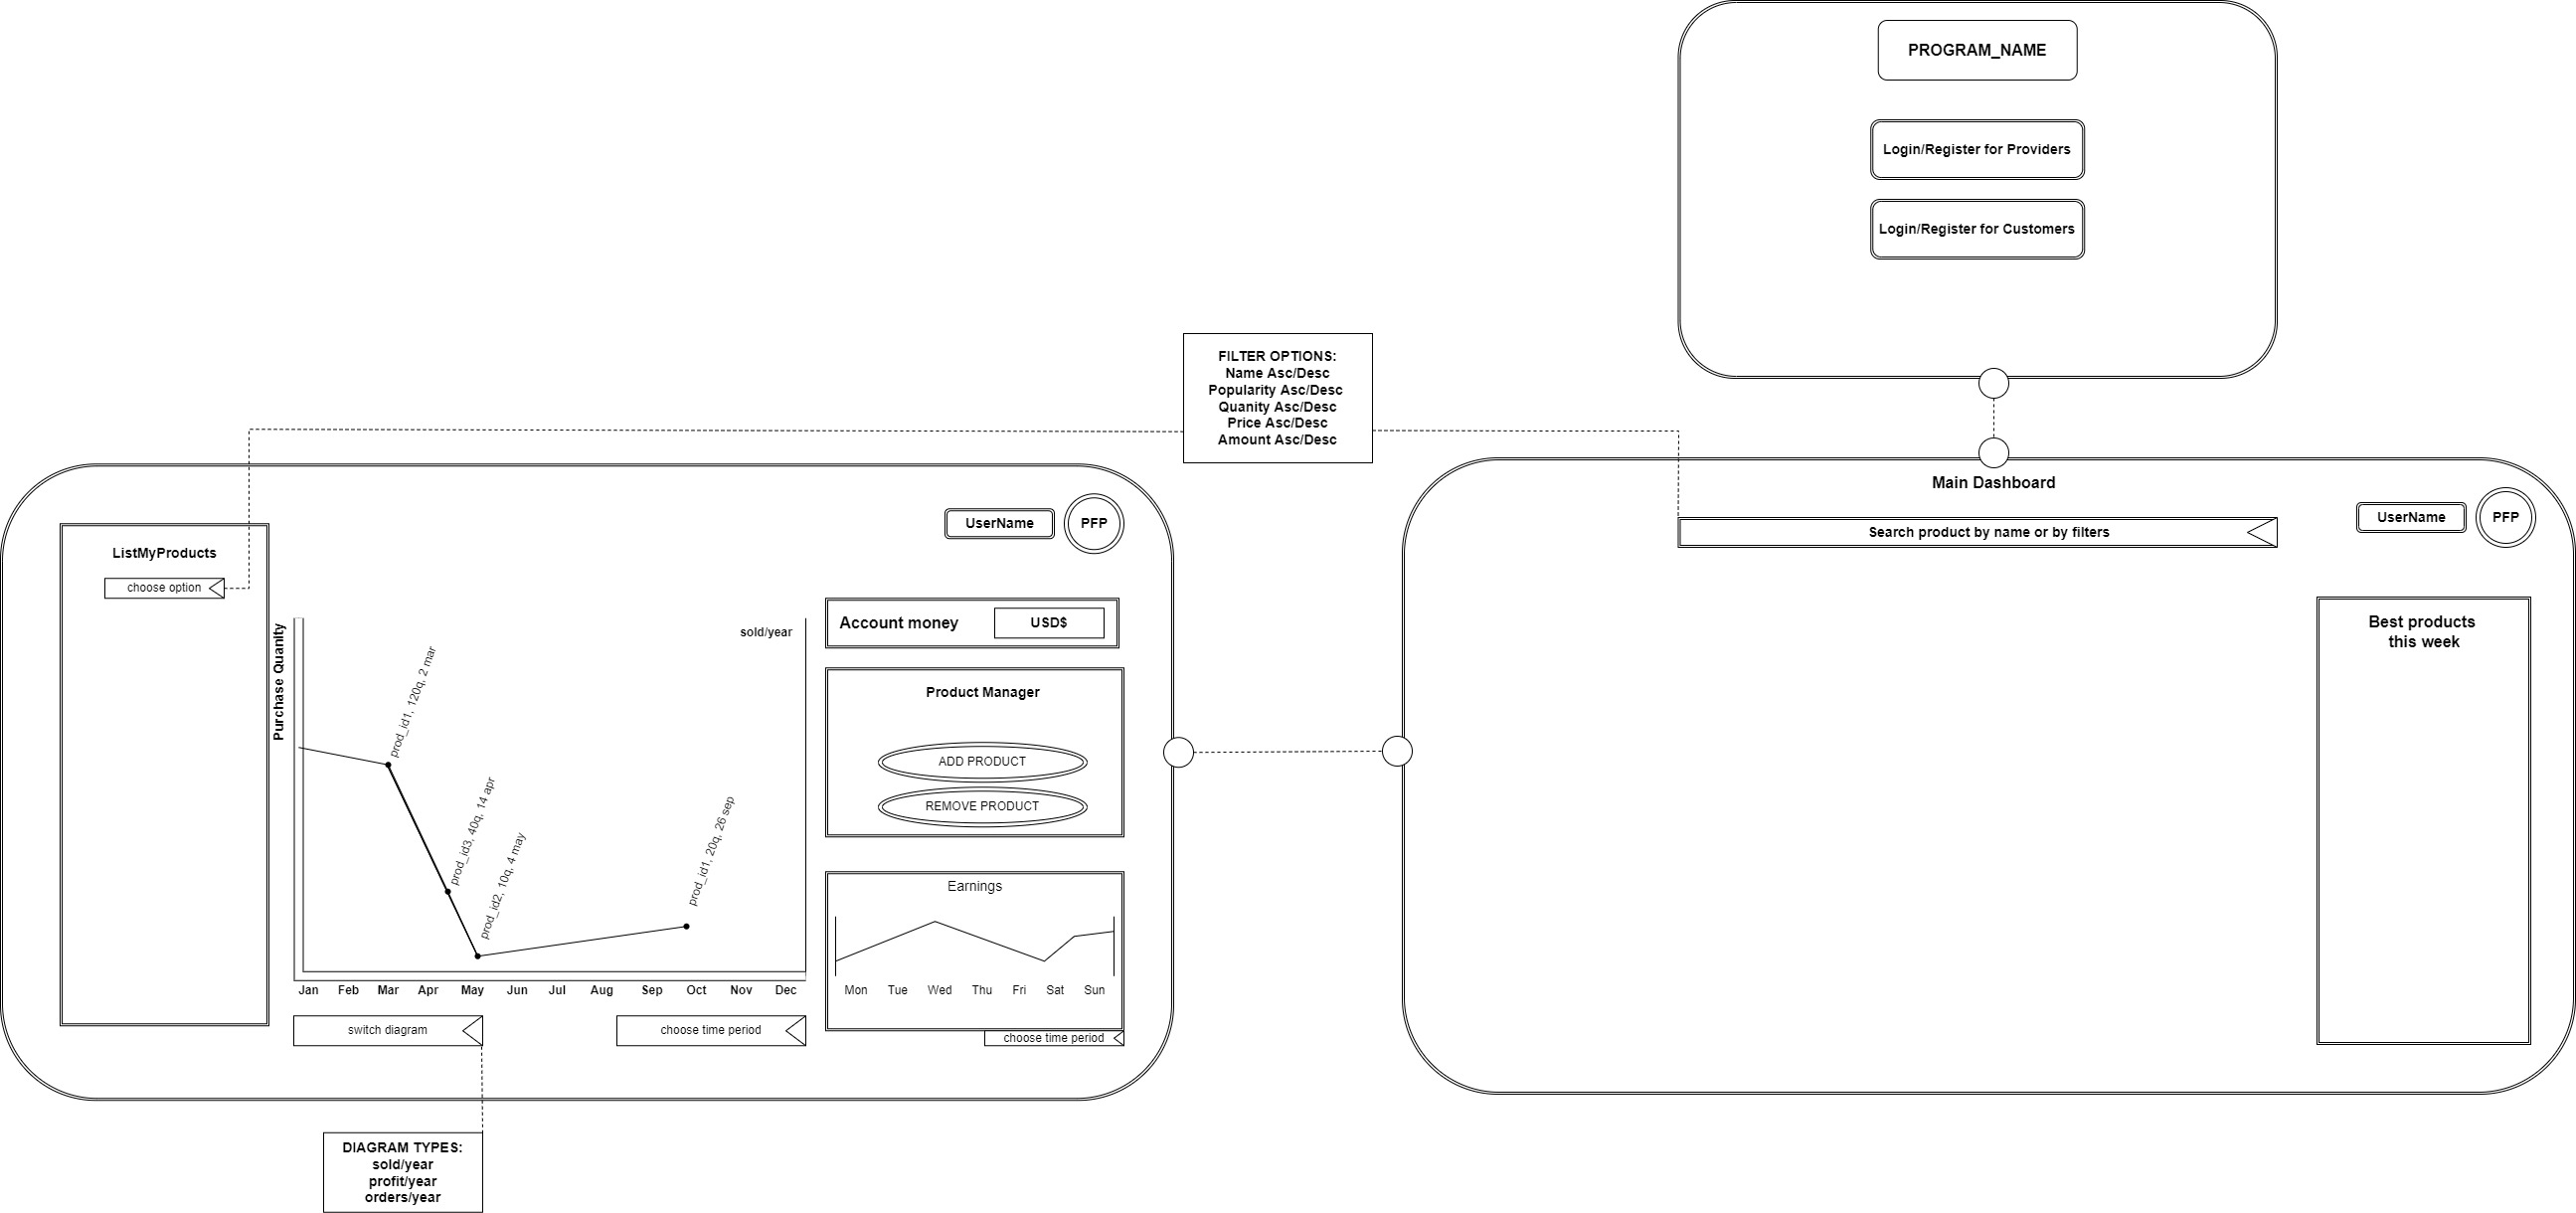 PROGRAM_NAME
Login/Register for Providers
Login/Register for Customers
FILTER OPTIONS:
Name Asc/Desc
Popularity Asc/Desc
Quanity Asc/Desc
Price Asc/Desc
Amount Asc/Desc
UserName
PFP
ListMyProducts
choose option
Purchase Quanity
sold/year
prod_id1, 120q, 2 mar
prod_id3, 40q, 14 apr
prod_id2, 10q, 4 may
prod_id1, 20q, 26 sep
Jan Feb Mar Apr May Jun Jul Aug Sep Oct Nov Dec
switch diagram
choose time period
Account money
USD$
Product Manager
ADD PRODUCT
REMOVE PRODUCT
Earnings
Mon Tue Wed Thu Fri Sat Sun
choose time period
DIAGRAM TYPES:
sold/year
profit/year
orders/year
Main Dashboard
Search product by name or by filters
UserName
PFP
Best products
this week